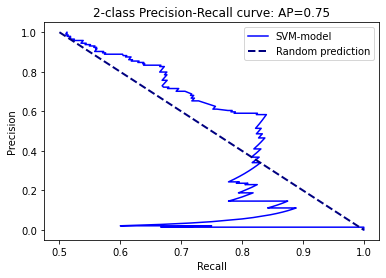 2-class Precision-Recall curve: AP=0.75
SVM-model
Random prediction
Precision
1.0
0.8
0.6
0.4
0.2
0.0
0.5 0.6 0.7 0.8 0.9 1.0
Recall